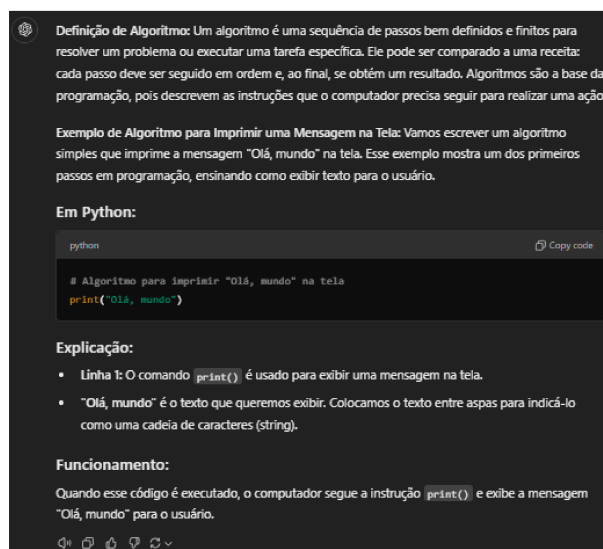 Definição de Algoritmo: Um algoritmo é uma sequência de passos bem definidos e finitos para
resolver um problema ou executar uma tarefa específica. Ele pode ser comparado a uma receita:
cada passo deve ser seguido em ordem e, ao final, se obtém um resultado. Algoritmos são a base da
programação, pois descrevem as instruções que o computador precisa seguir para realizar uma ação
Exemplo de Algoritmo para Imprimir uma Mensagem na Tela: Vamos escrever um algoritmo
simples que imprime a mensagem "Olá, mundo" na tela. Esse exemplo mostra um dos primeiros
passos em programação, ensinando como exibir texto para o usuário.
Em Python:
python Copy code
# Algoritmo para imprimir "Olá, mundo" na tela
print("Olá, mundo")
Explicação:
• Linha 1: O comando print() é usado para exibir uma mensagem na tela.
• "Olá, mundo" é o texto que queremos exibir. Colocamos o texto entre aspas para indicá-lo
como uma cadeia de caracteres (string).
Funcionamento:
Quando esse código é executado, o computador segue a instrução print() e exibe a mensagem
"Olá, mundo" para o usuário.